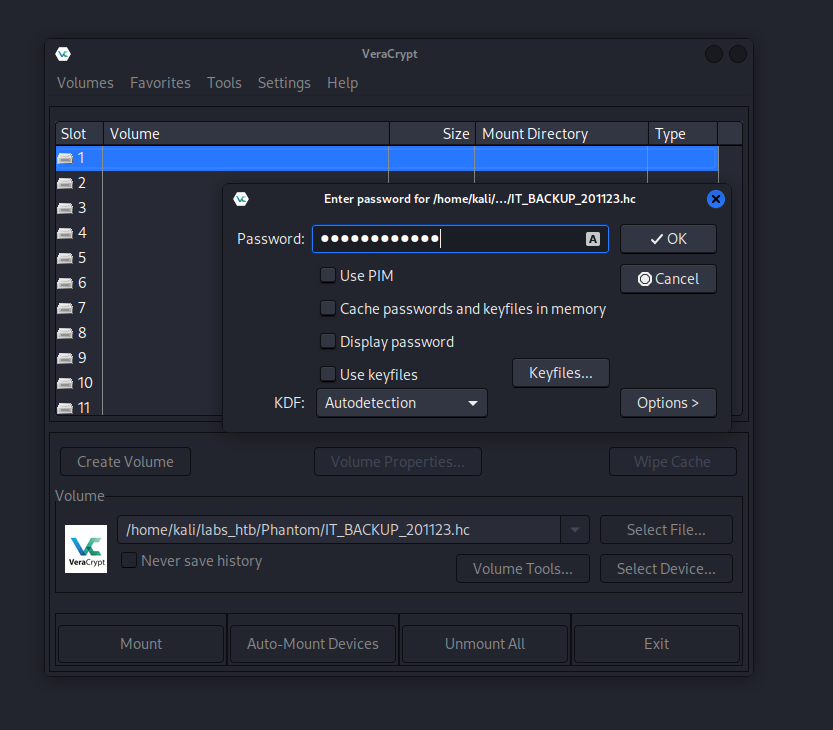 VeraCrypt
Volumes Favorites Tools Settings Help
Slot Volume Size Mount Directory Type
1
2
Enter password for /home/kali/.../IT_BACKUP_201123.hc
3
Password: ●●●●●●●●●●●● A OK
4
5
Use PIM Cancel
6
7
Cache passwords and keyfiles in memory
8
Display password
9
Use keyfiles Keyfiles...
10
KDF: Autodetection Options >
11
Create Volume Volume Properties... Wipe Cache
Volume
/home/kali/labs_htb/Phantom/IT_BACKUP_201123.hc Select File...
VeraCrypt
Never save history Volume Tools... Select Device...
Mount Auto-Mount Devices Unmount All Exit